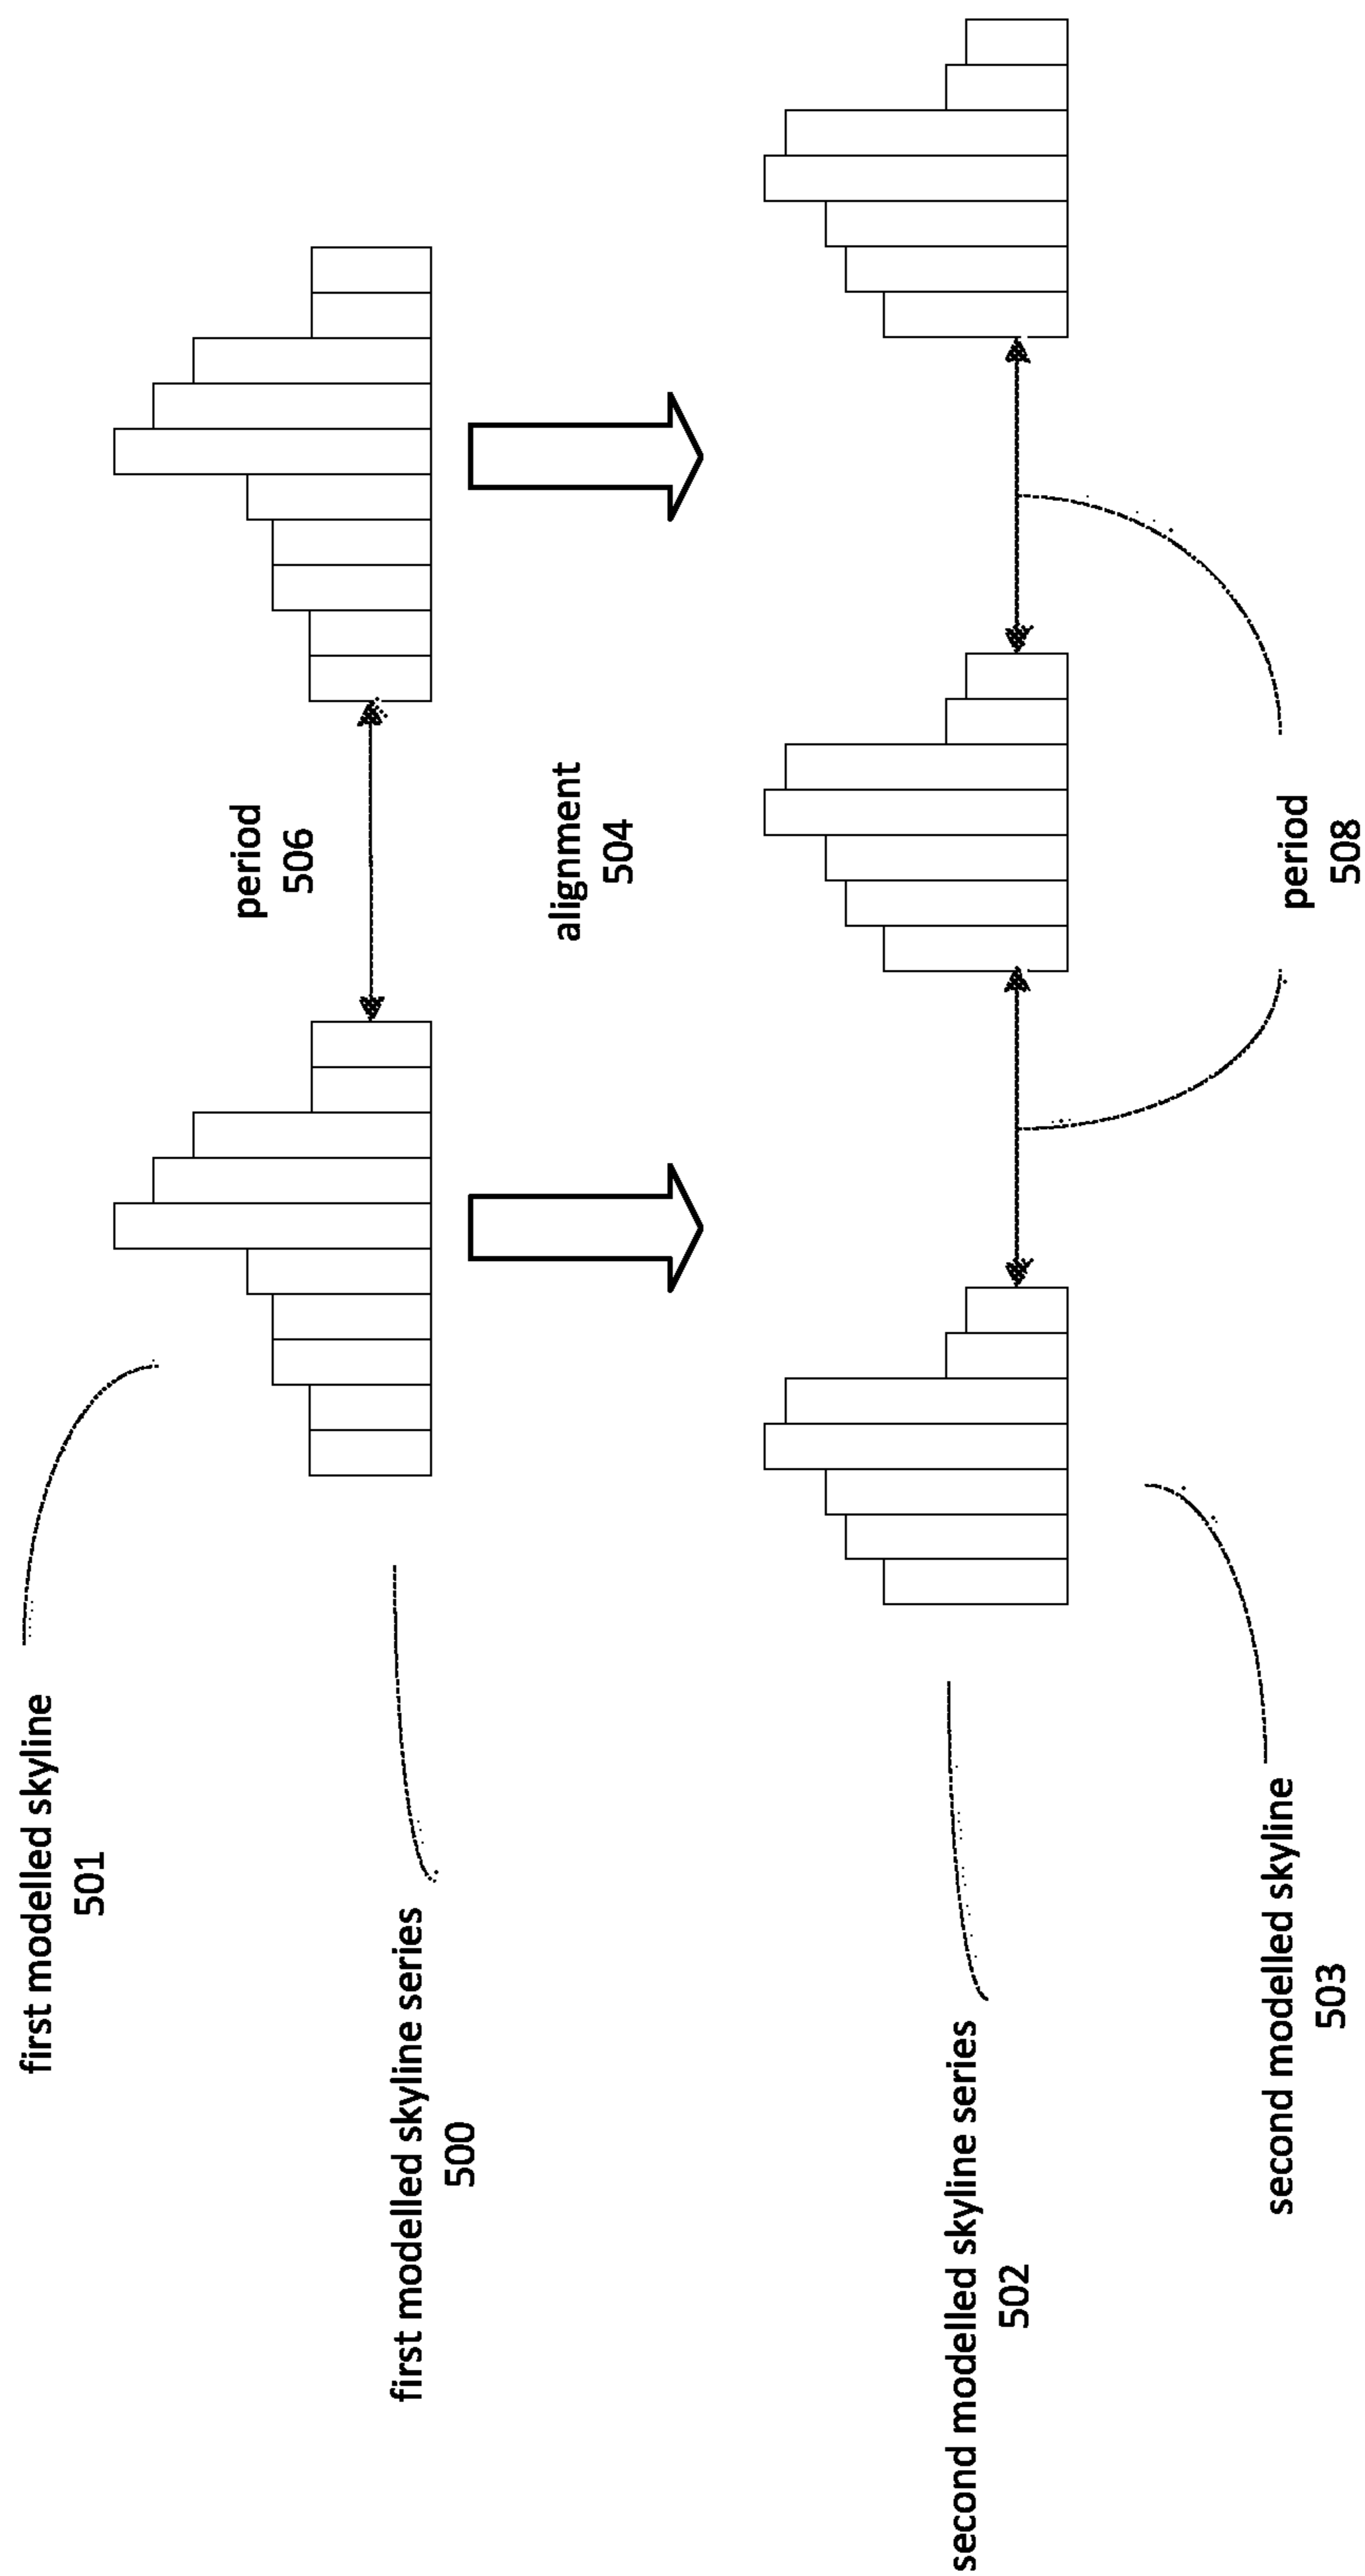 first modelled skyline
501
first modelled skyline series
500
period
506
alignment
504
second modelled skyline series
502
second modelled skyline
503
period
508